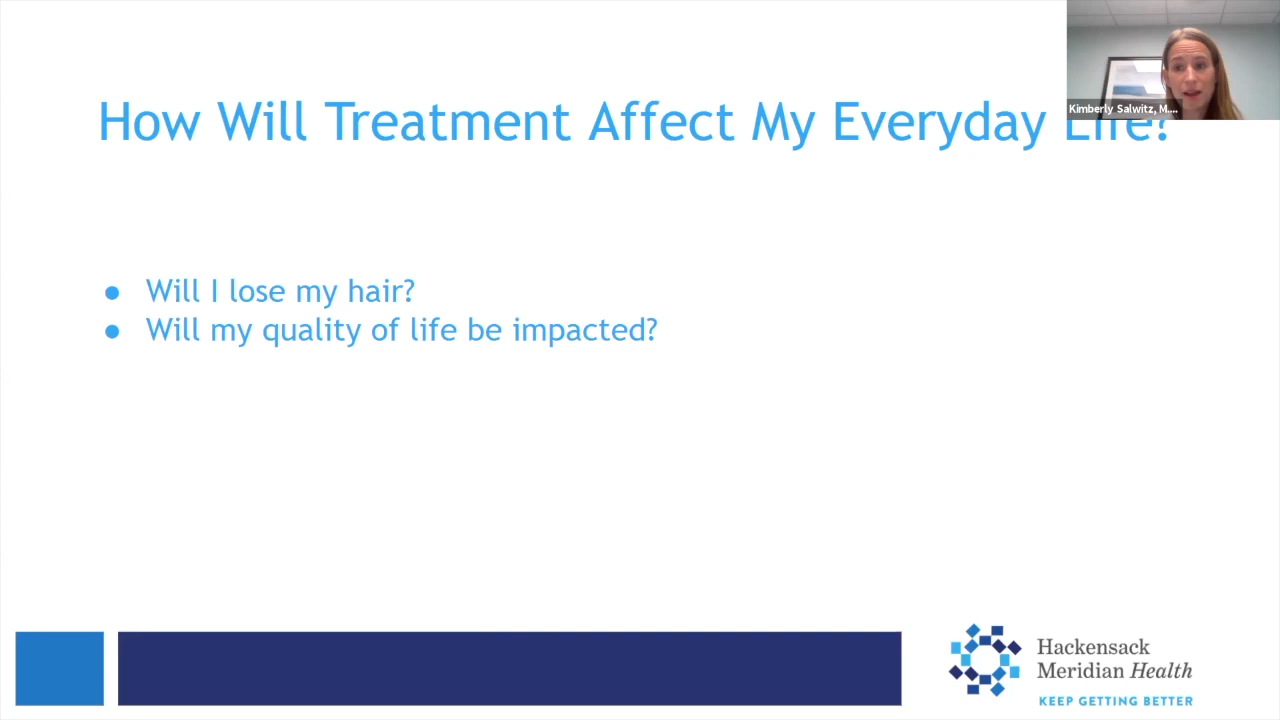 How Will Treatment Affect My Everyday Life?
Kimberly Salwitz, M....
● Will I lose my hair?
● Will my quality of life be impacted?
Hackensack
Meridian Health
KEEP GETTING BETTER